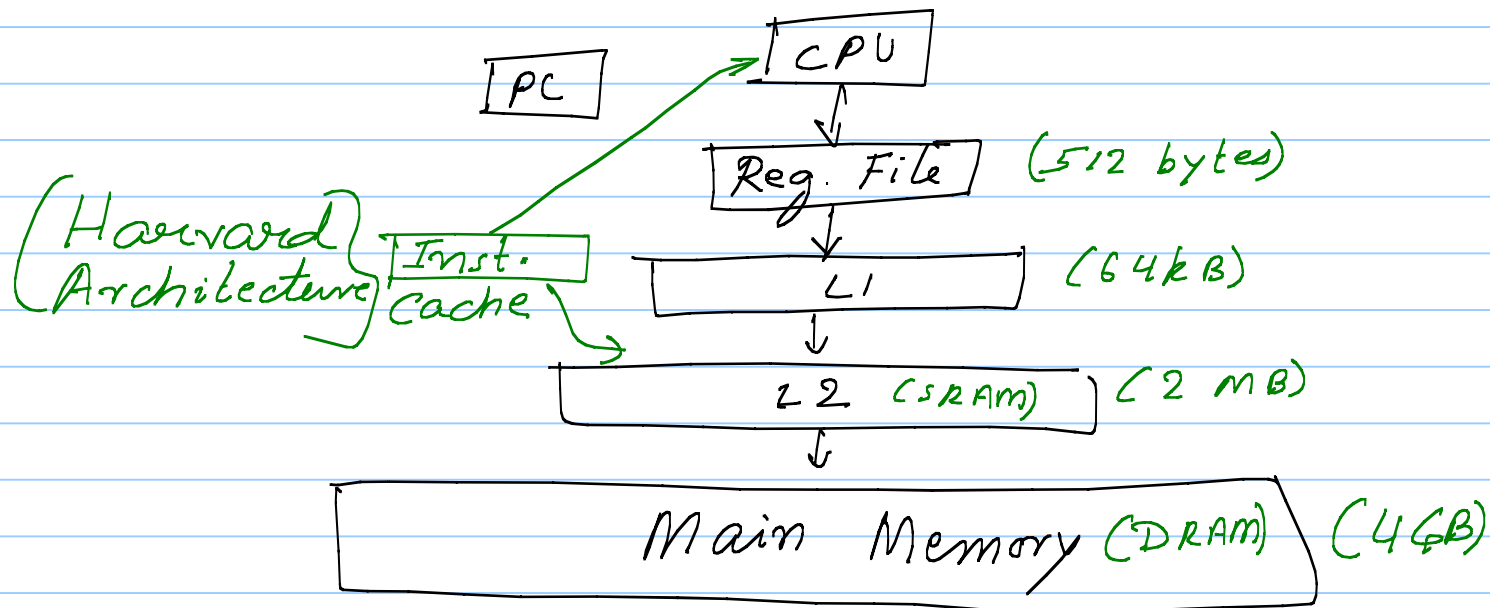 CPU
PC
Reg. File (512 bytes)
(Harvard
Architecture)
Inst.
Cache
L1 (64kB)
L2 (SRAM) (2 MB)
Main Memory (DRAM) (4GB)